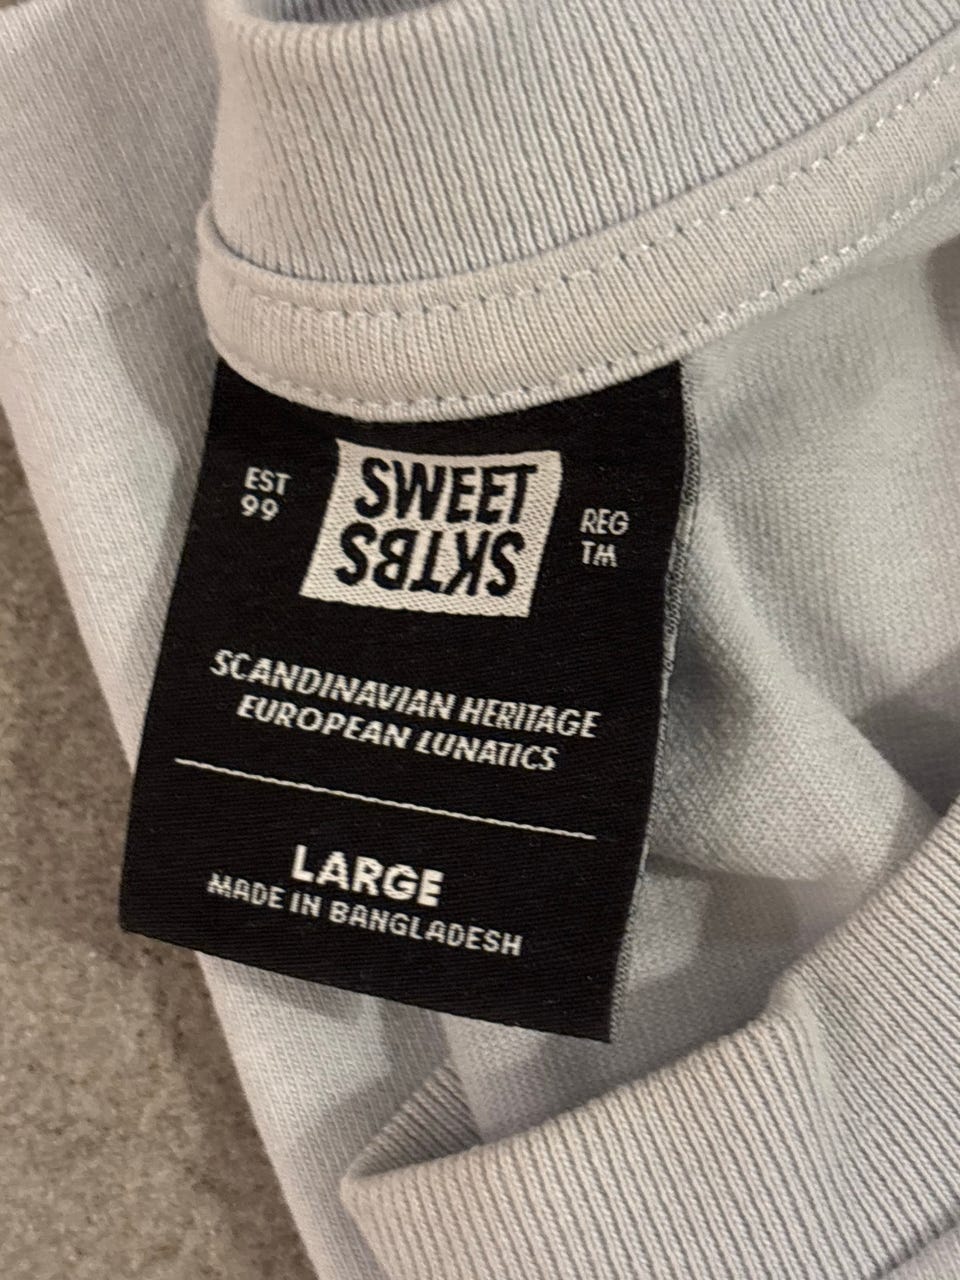 EST
99
SWEET
SKTBS
REG
TM
SCANDINAVIAN HERITAGE
EUROPEAN LUNATICS
LARGE
MADE IN BANGLADESH